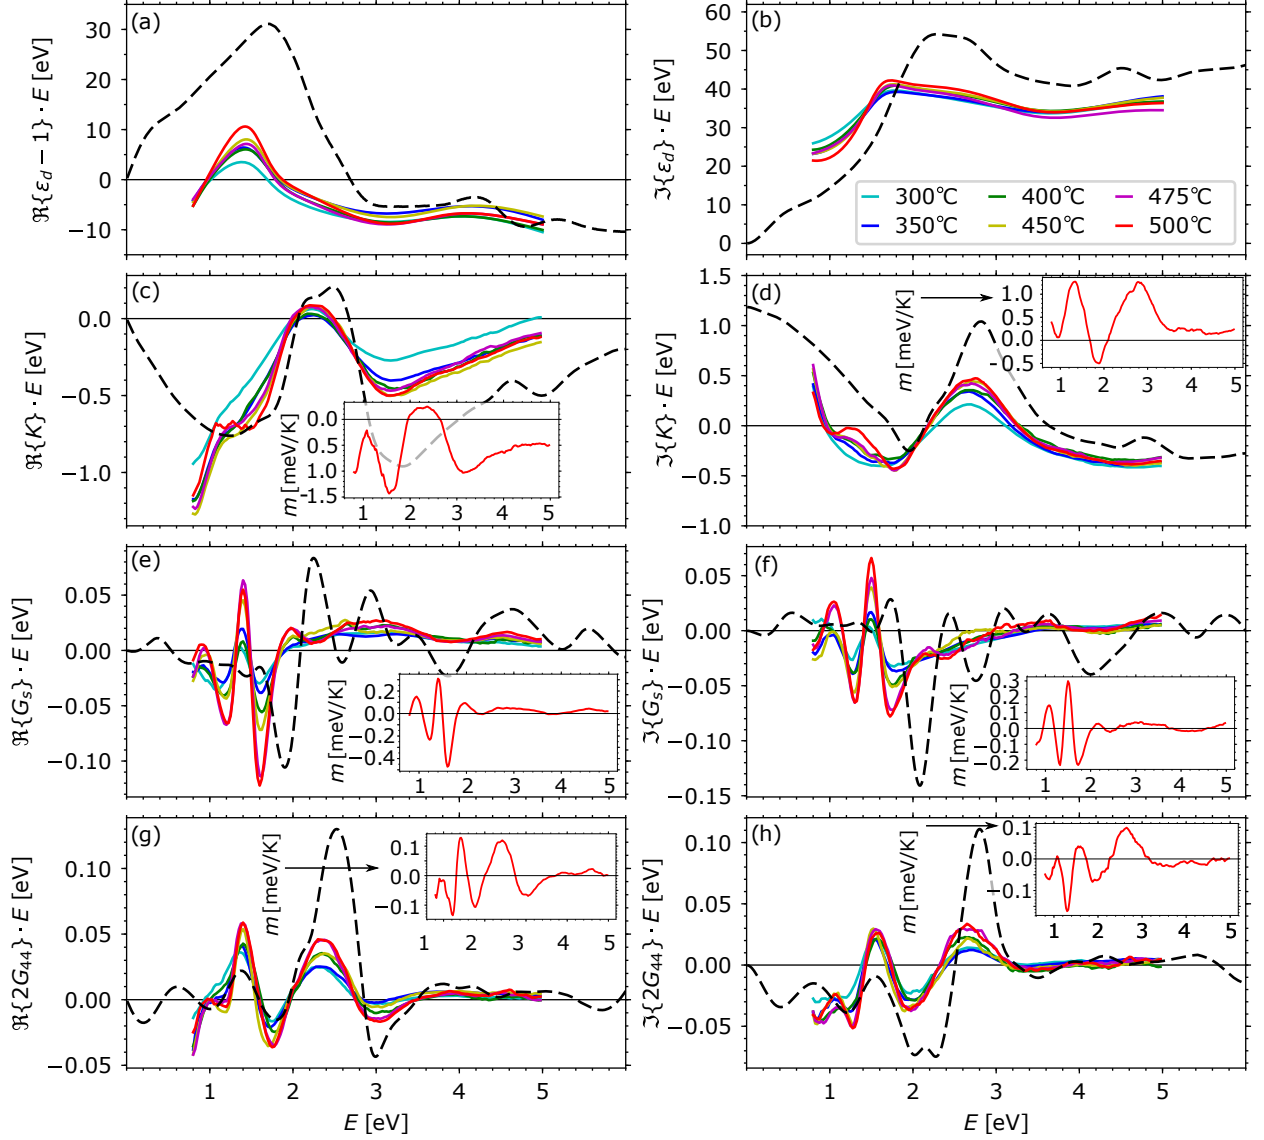 (a)
ℜ{ε_d − 1} · E [eV]
30
20
10
0
−10
(b)
ℑ{ε_d} · E [eV]
60
50
40
30
20
10
0
300℃ 400℃ 475℃
350℃ 450℃ 500℃
(c)
ℜ{K} · E [eV]
0.0
−0.5
−1.0
m [meV/K]
0.0
0.5
1.0
-1.5
1 2 3 4 5
(d)
ℑ{K} · E [eV]
1.5
1.0
0.5
0.0
−0.5
−1.0
m [meV/K]
1.0
0.5
0.0
−0.5
1 2 3 4 5
(e)
ℜ{G_s} · E [eV]
0.05
0.00
−0.05
−0.10
m [meV/K]
0.2
0.0
−0.2
−0.4
1 2 3 4 5
(f)
ℑ{G_s} · E [eV]
0.05
0.00
−0.05
−0.10
−0.15
m [meV/K]
0.3
0.2
0.1
0.0
−0.1
−0.2
1 2 3 4 5
(g)
ℜ{2G_44} · E [eV]
0.10
0.05
0.00
−0.05
m [meV/K]
0.1
0.0
−0.1
1 2 3 4 5
1 2 3 4 5
E [eV]
(h)
ℑ{2G_44} · E [eV]
0.10
0.05
0.00
−0.05
m [meV/K]
0.1
0.0
−0.1
1 2 3 4 5
1 2 3 4 5
E [eV]